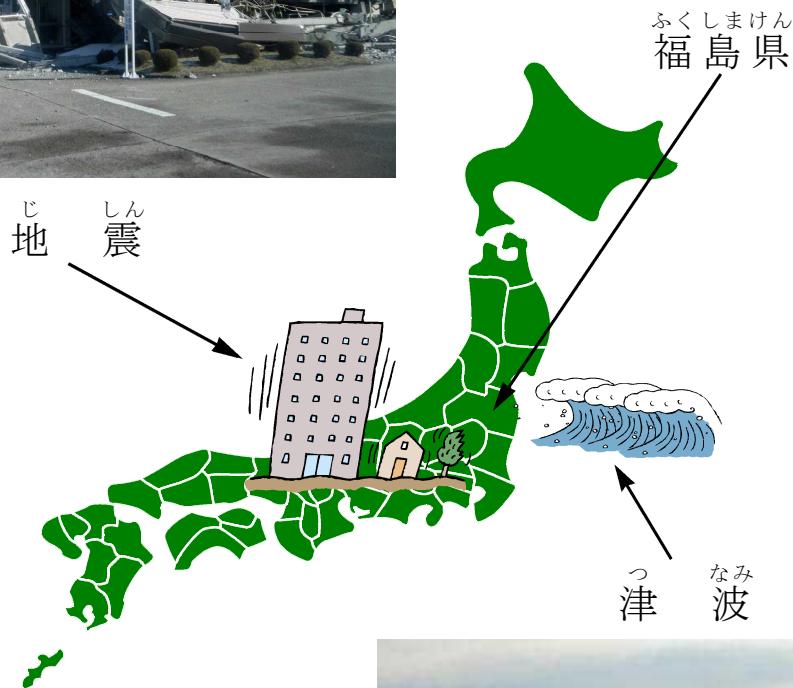 ふくしまけん
福島県
じ しん
地 震
つ なみ
津 波